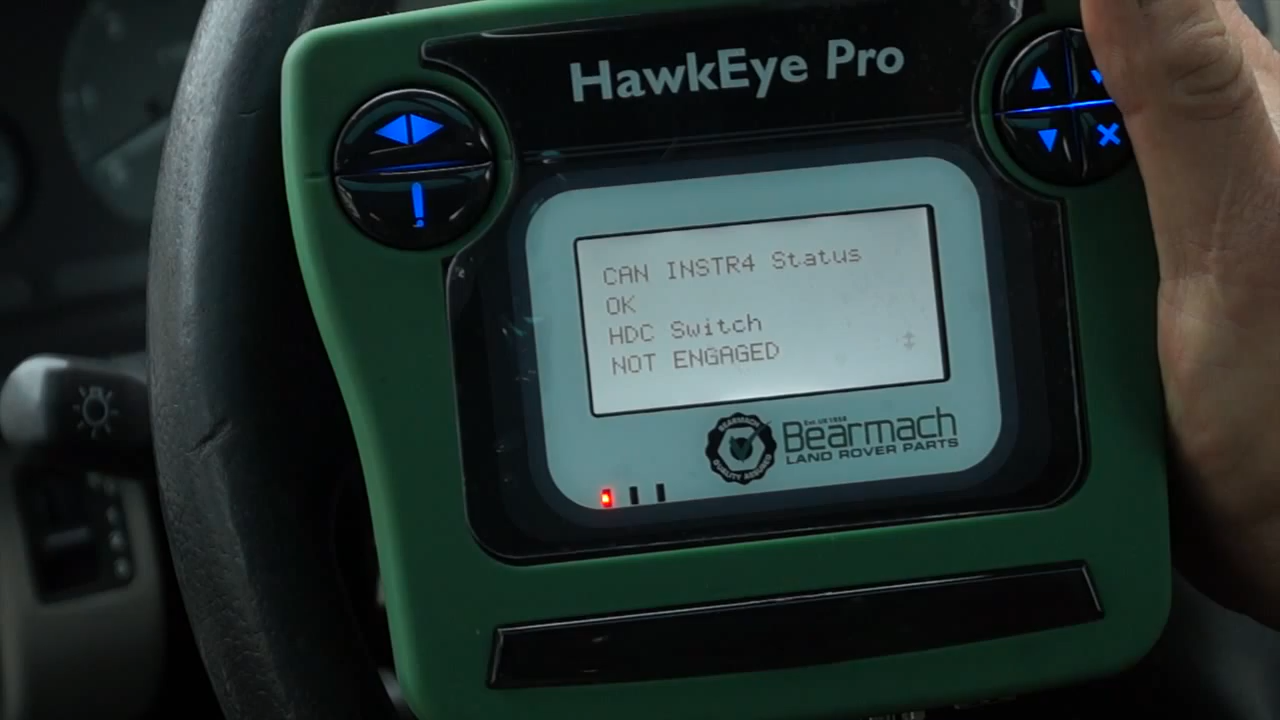 HawkEye Pro
CAN INSTR4 Status
OK
HDC Switch
NOT ENGAGED
Bearmach
LAND ROVER PARTS